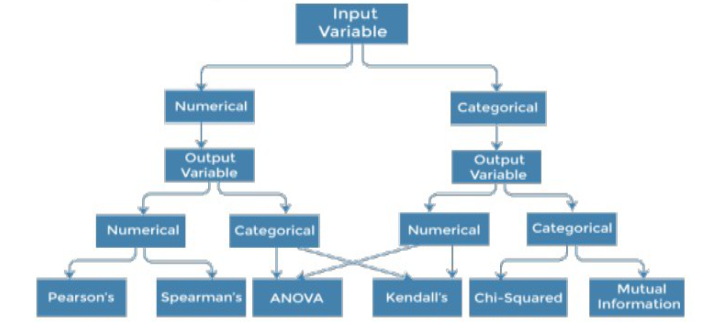 Input
Variable
Numerical
Categorical
Output
Variable
Output
Variable
Numerical
Categorical
Numerical
Categorical
Pearson's
Spearman's
ANOVA
Kendall's
Chi-Squared
Mutual
Information